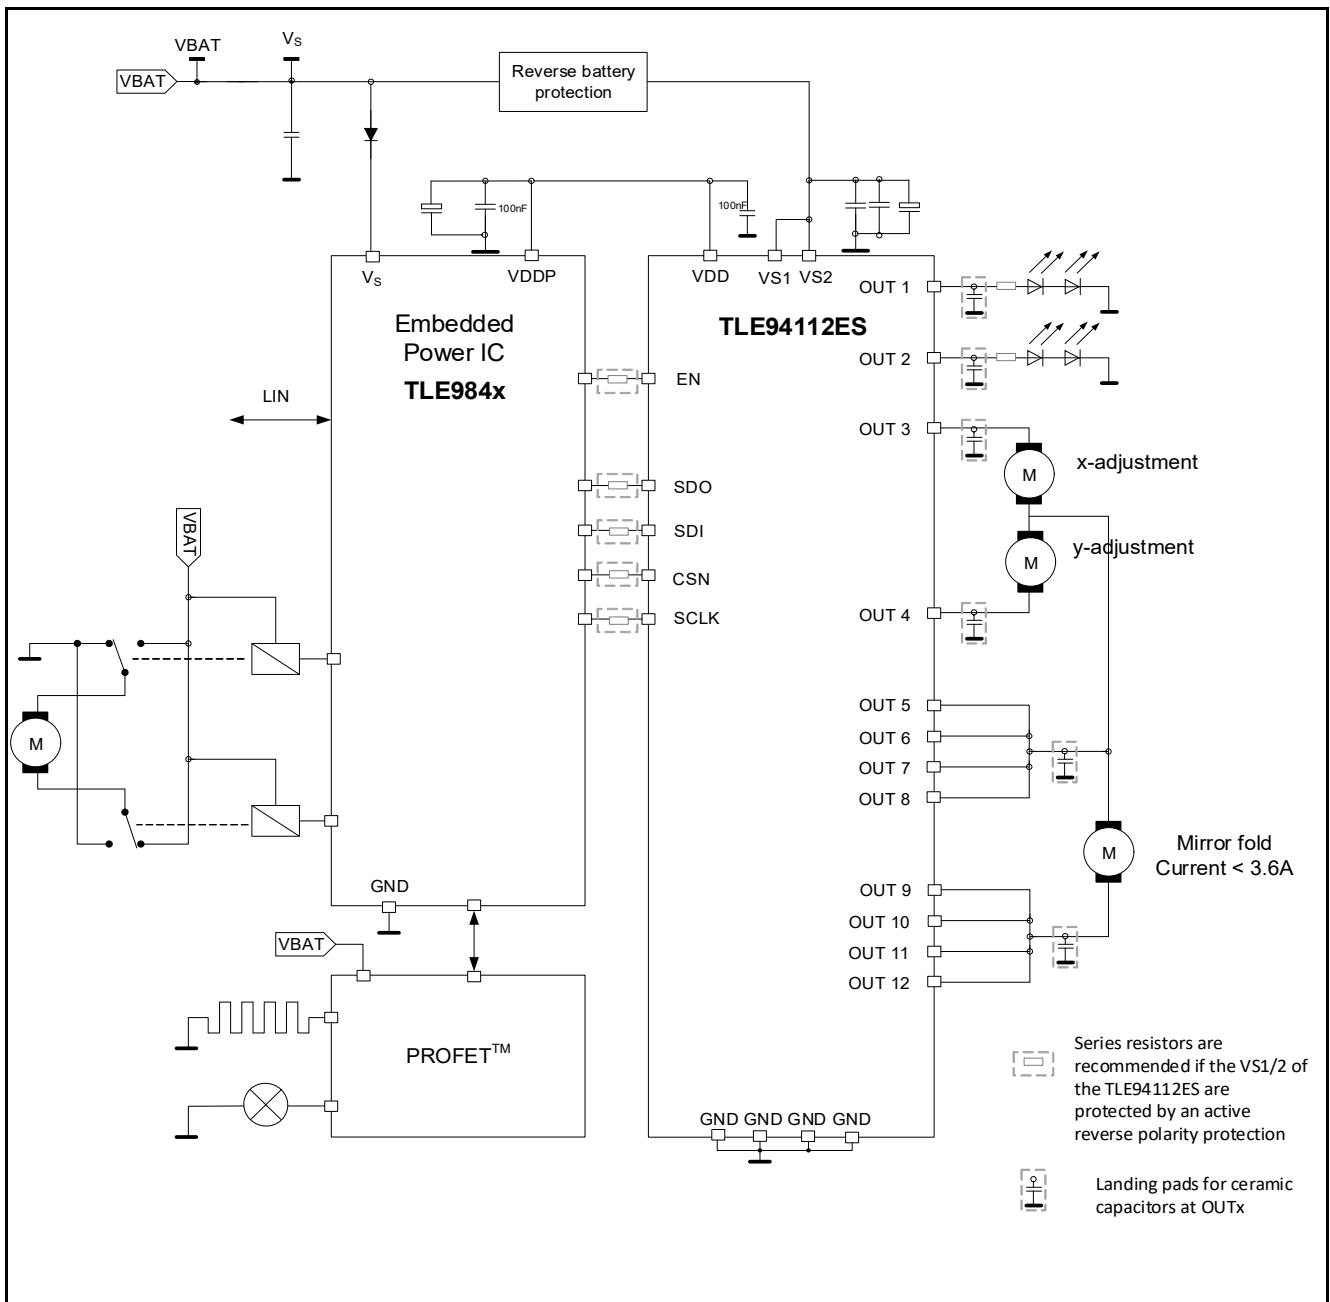 VBAT
VS
VBAT
Reverse battery
protection
100nF
100nF
VS
VDDP
VDD
VS1
VS2
OUT 1
Embedded
Power IC
TLE984x
TLE94112ES
OUT 2
EN
LIN
OUT 3
x-adjustment
M
SDO
VBAT
SDI
y-adjustment
M
CSN
OUT 4
SCLK
OUT 5
OUT 6
M
OUT 7
OUT 8
Mirror fold
Current < 3.6A
M
GND
OUT 9
OUT 10
VBAT
OUT 11
OUT 12
PROFET™
Series resistors are
recommended if the VS1/2 of
the TLE94112ES are
protected by an active
reverse polarity protection
GND GND GND GND
Landing pads for ceramic
capacitors at OUTx